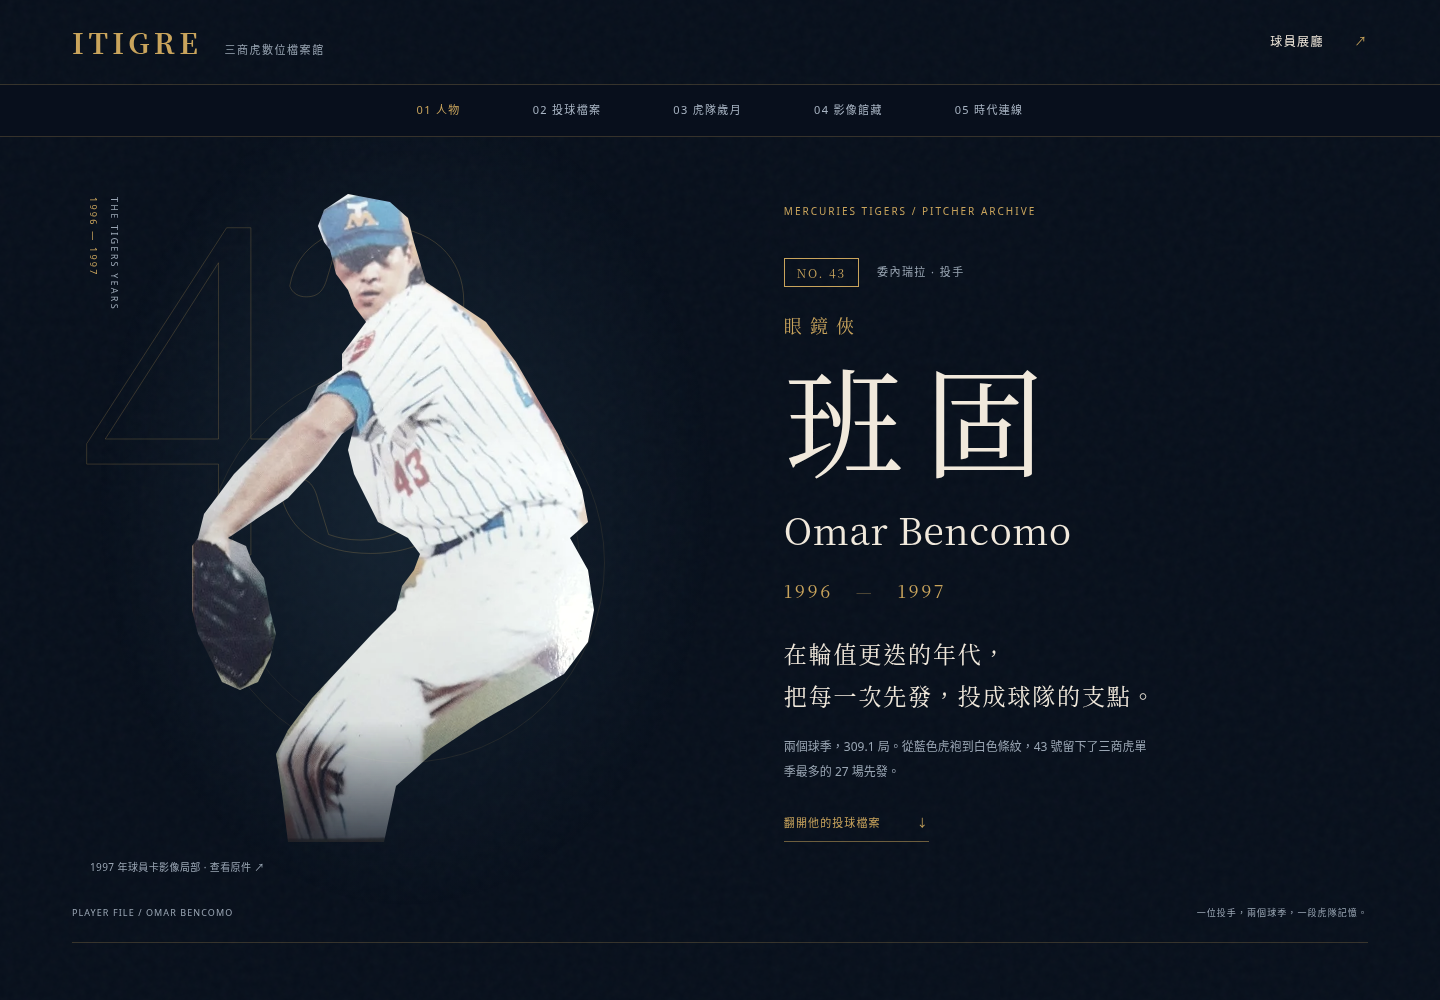 ITIGRE
三商虎數位檔案館
球員展廳 ↗
01 人物
02 投球檔案
03 虎隊歲月
04 影像館藏
05 時代連線
THE TIGERS YEARS
1996 — 1997
43
43
MERCURIES TIGERS / PITCHER ARCHIVE
NO. 43
委內瑞拉 · 投手
眼鏡俠
班固
Omar Bencomo
1996 — 1997
在輪值更迭的年代，
把每一次先發，投成球隊的支點。
兩個球季，309.1 局。從藍色虎袍到白色條紋，43 號留下了三商虎單
季最多的 27 場先發。
翻開他的投球檔案 ↓
1997 年球員卡影像局部 · 查看原件 ↗
PLAYER FILE / OMAR BENCOMO
一位投手，兩個球季，一段虎隊記憶。